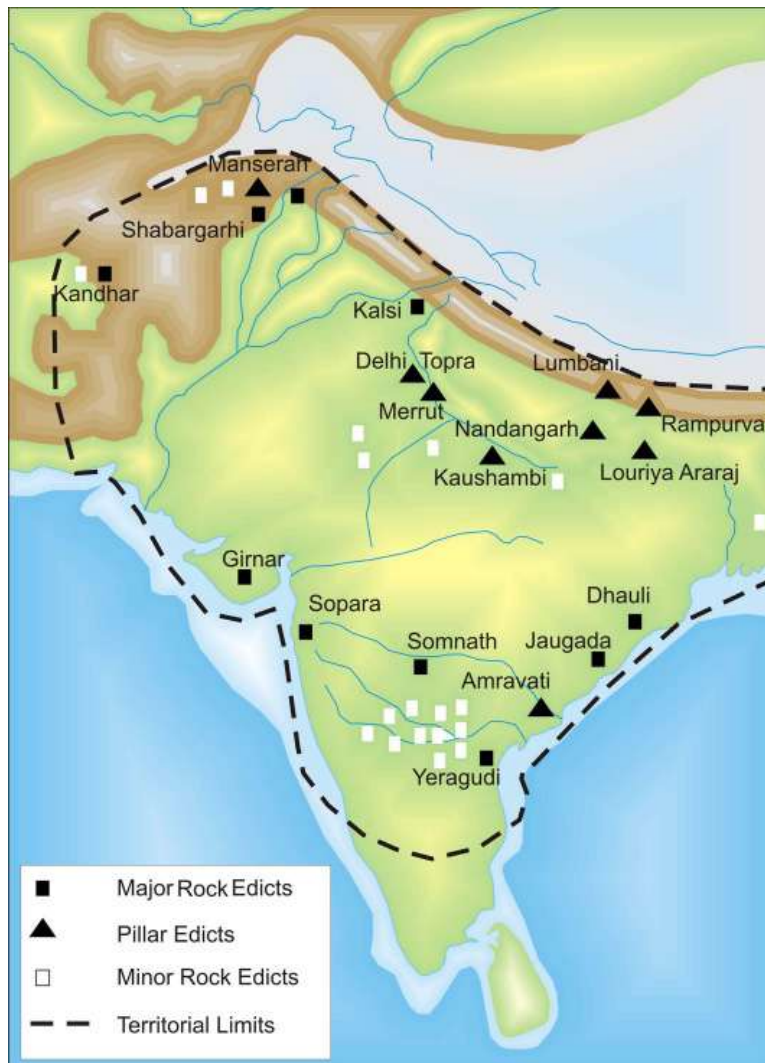 Manserah
Shabargarhi
Kandhar
Kalsi
Delhi Topra
Lumbani
Merrut
Rampurva
Nandangarh
Kaushambi
Louriya Araraj
Girnar
Sopara
Dhauli
Somnath
Jaugada
Amravati
Yeragudi
Major Rock Edicts
Pillar Edicts
Minor Rock Edicts
Territorial Limits